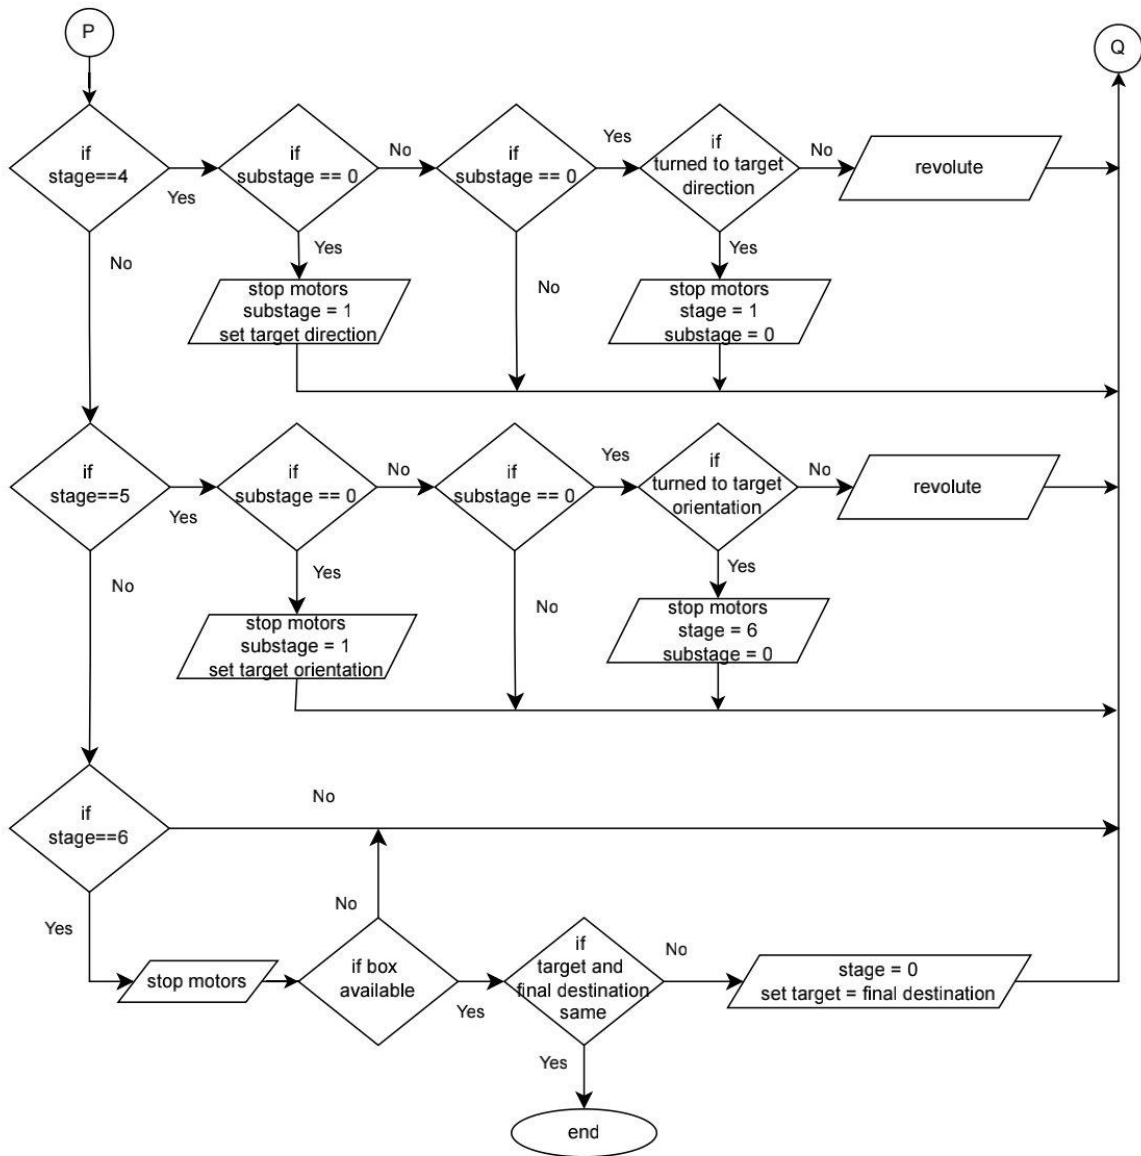 P
Q
if
stage==4
Yes
if
substage == 0
No
if
substage == 0
Yes
if
turned to target
direction
No
revolute
No
Yes
stop motors
substage = 1
set target direction
No
Yes
stop motors
stage = 1
substage = 0
if
stage==5
Yes
if
substage == 0
No
if
substage == 0
Yes
if
turned to target
orientation
No
revolute
No
Yes
stop motors
substage = 1
set target orientation
No
Yes
stop motors
stage = 6
substage = 0
if
stage==6
No
Yes
stop motors
if box
available
No
Yes
if
target and
final destination
same
No
stage = 0
set target = final destination
Yes
end